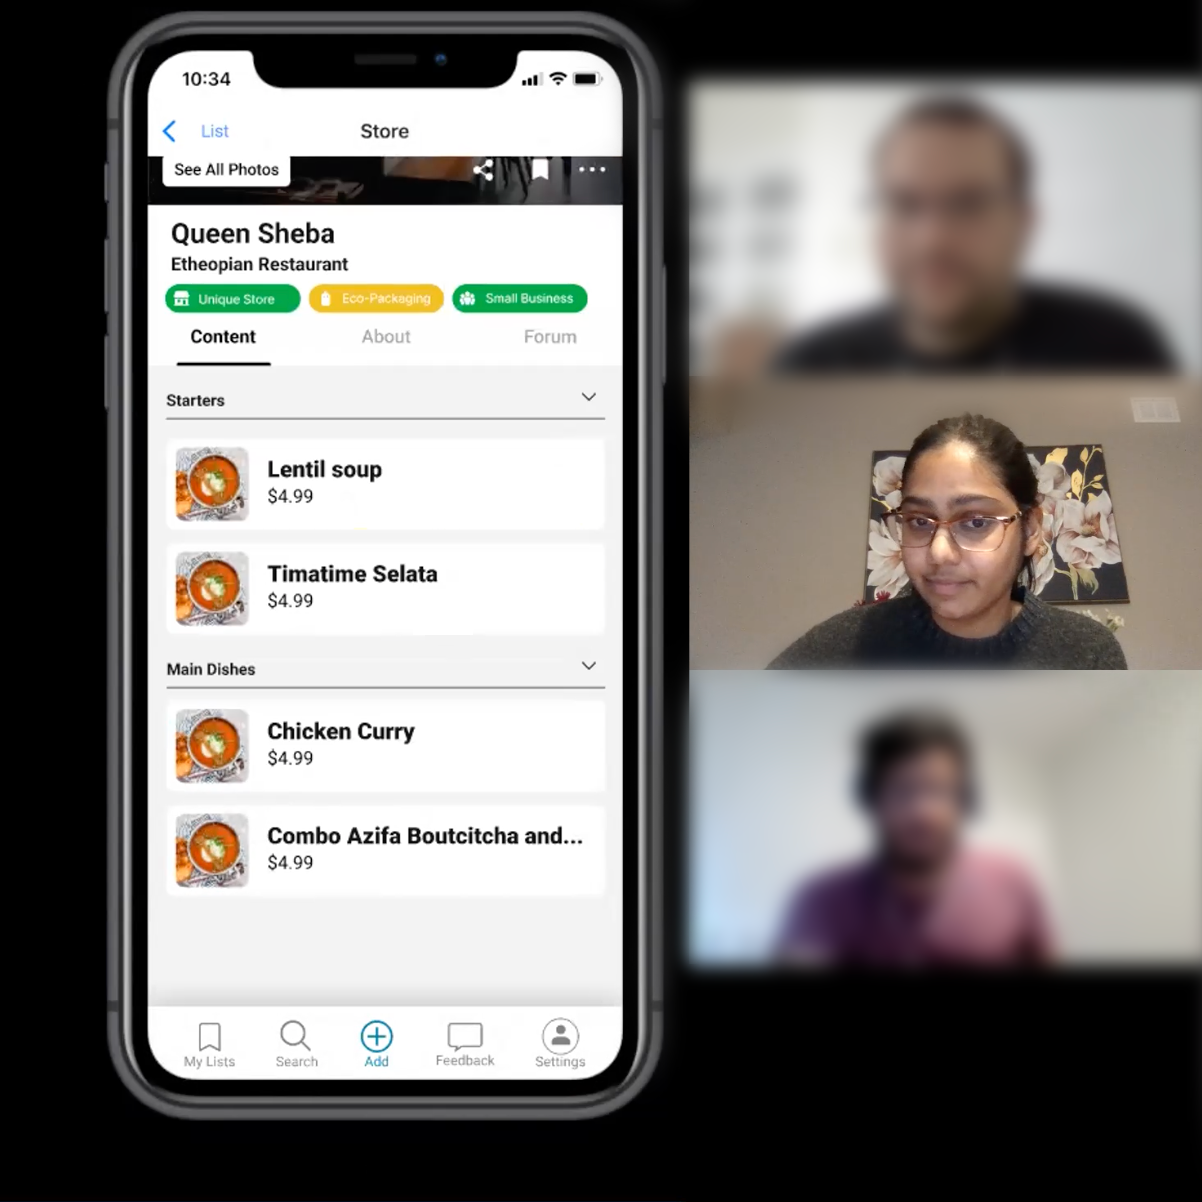 10:34
List
Store
See All Photos
Queen Sheba
Etheopian Restaurant
Unique Store
Eco-Packaging
Small Business
Content
About
Forum
Starters
Lentil soup
$4.99
Timatime Selata
$4.99
Main Dishes
Chicken Curry
$4.99
Combo Azifa Boutcitcha and...
$4.99
My Lists
Search
Add
Feedback
Settings